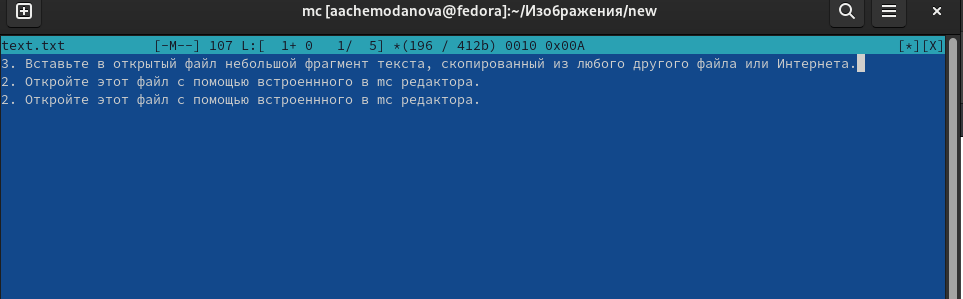 mc [aachemodanova@fedora]:~/Изображения/new
text.txt [-M--] 107 L:[ 1+ 0 1/ 5] *(196 / 412b) 0010 0x00A [*][X]
3. Вставьте в открытый файл небольшой фрагмент текста, скопированный из любого другого файла или Интернета.
2. Откройте этот файл с помощью встроеннного в mc редактора.
2. Откройте этот файл с помощью встроеннного в mc редактора.